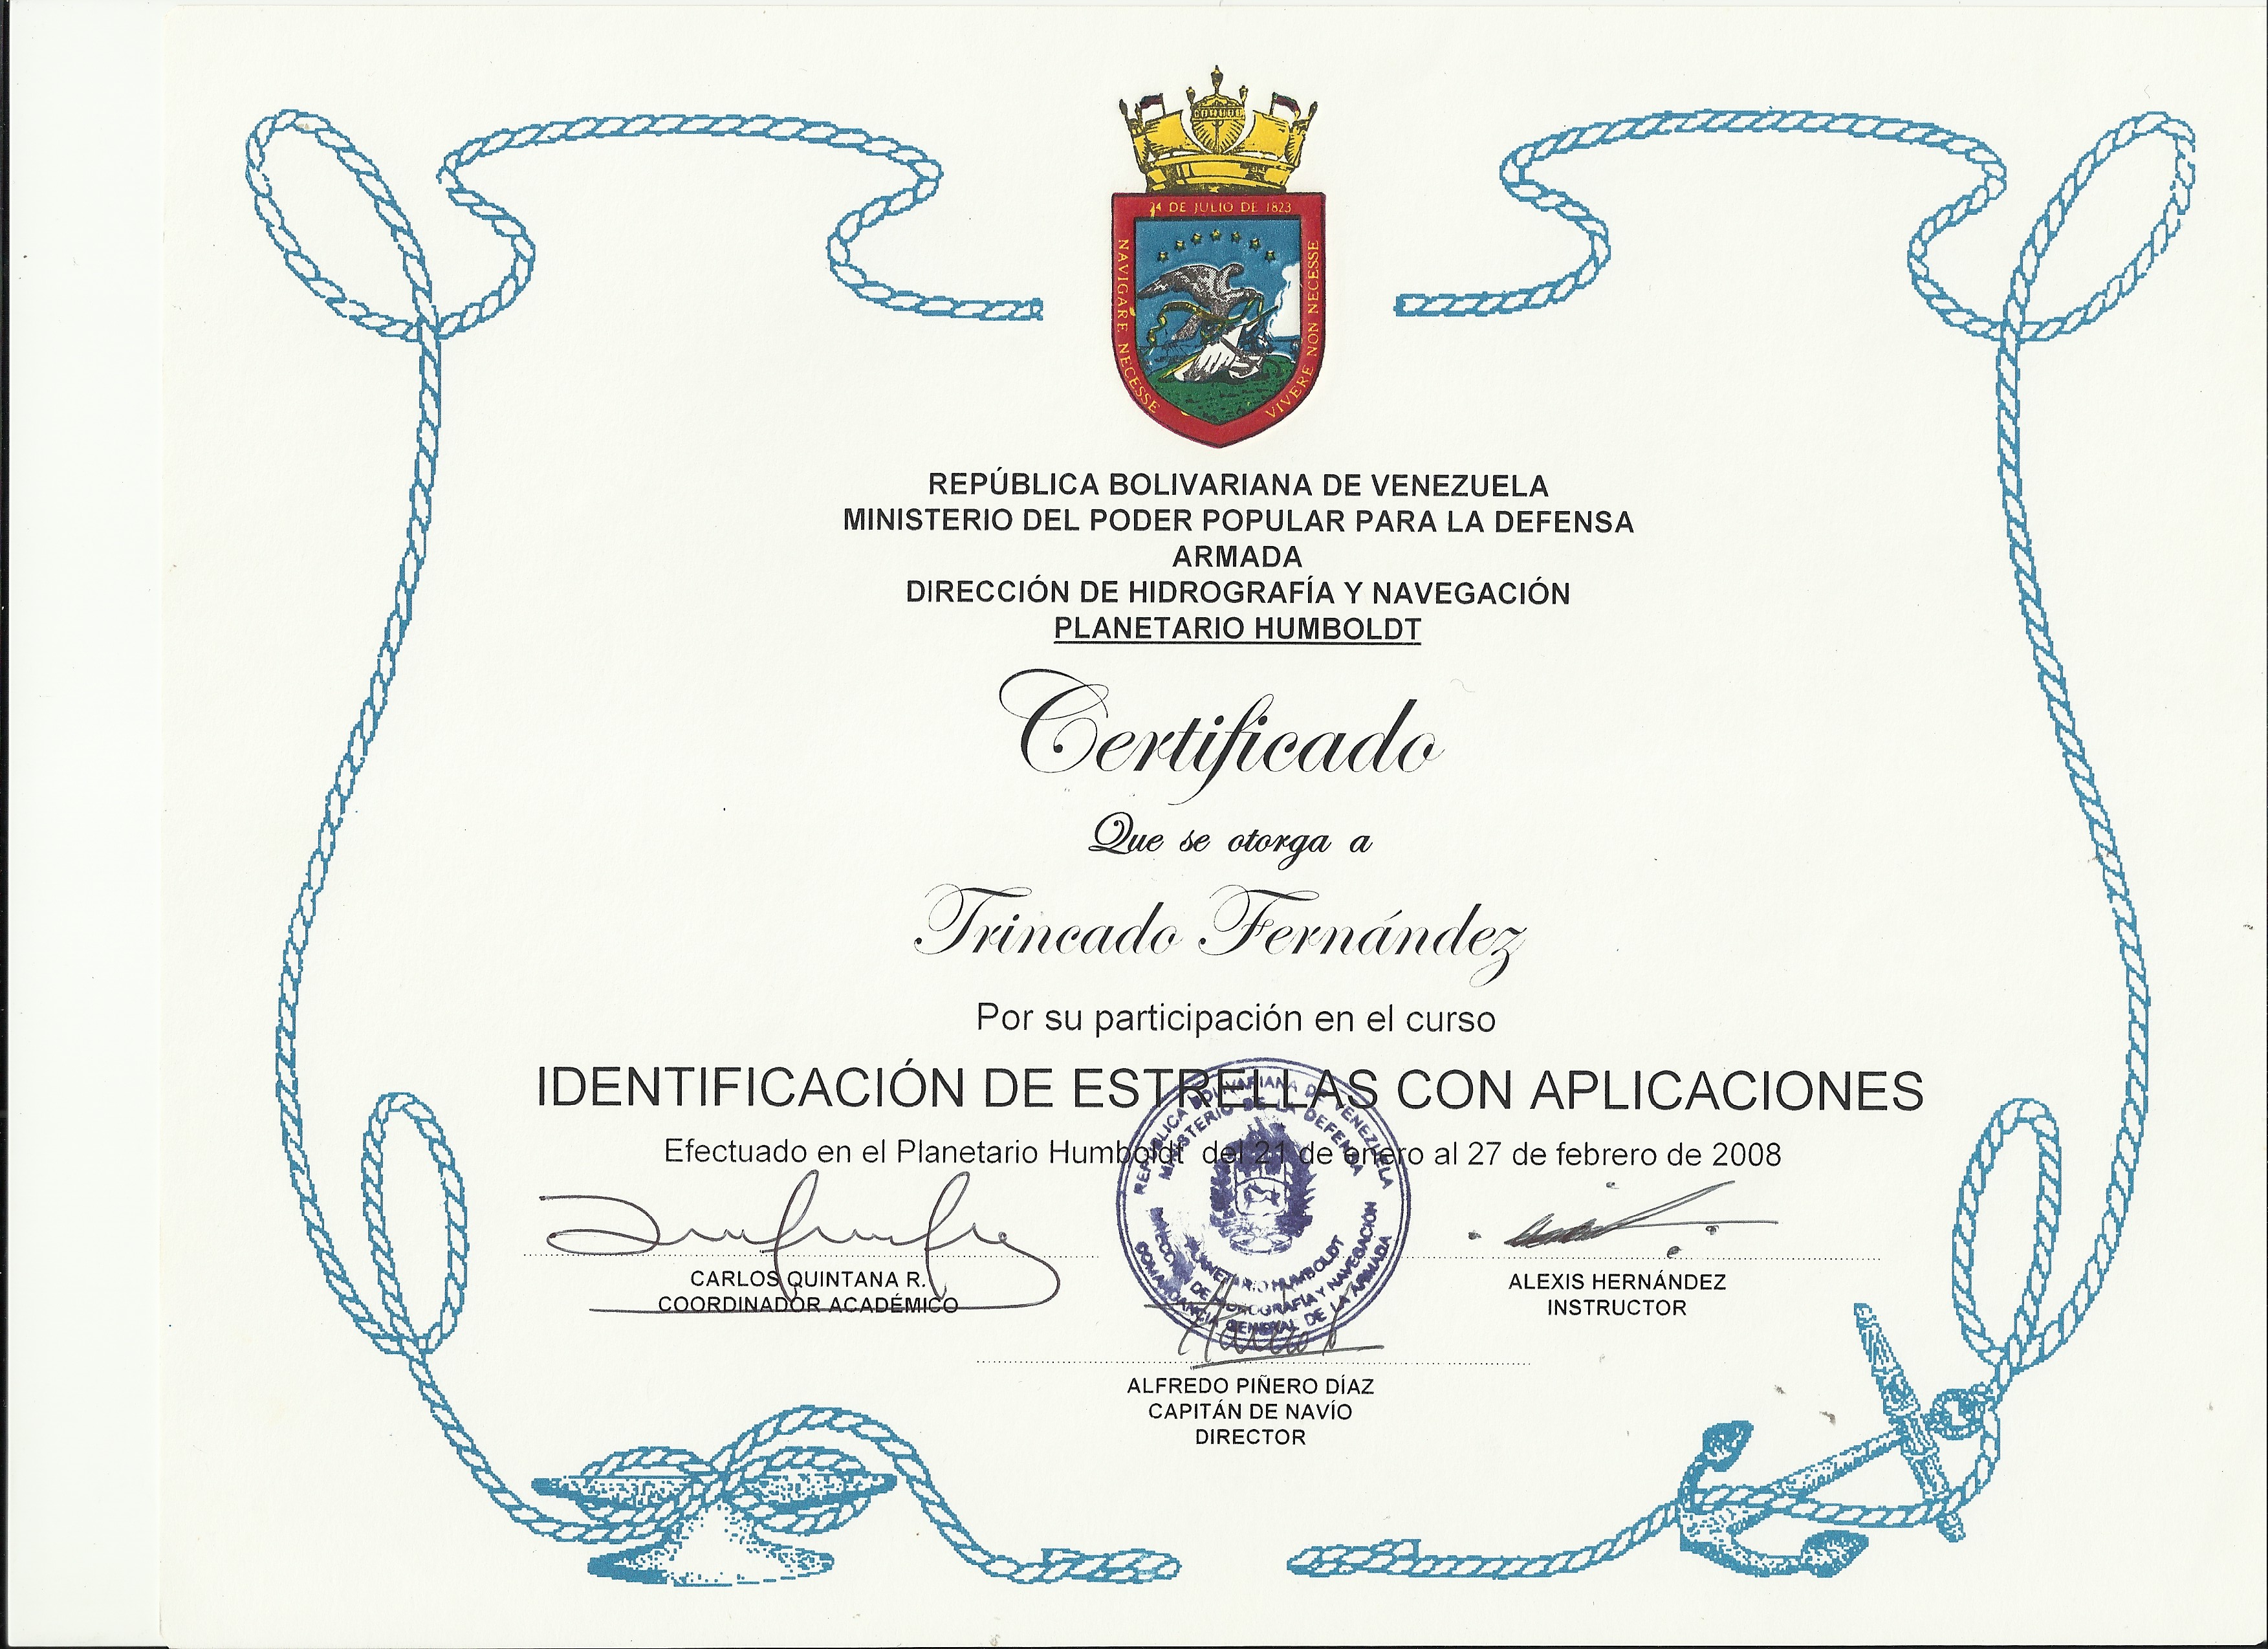 24 DE JULIO DE 1823
NAVIGARE NECESSE
VIVERE NON NECESSE
REPÚBLICA BOLIVARIANA DE VENEZUELA
MINISTERIO DEL PODER POPULAR PARA LA DEFENSA
ARMADA
DIRECCIÓN DE HIDROGRAFÍA Y NAVEGACIÓN
PLANETARIO HUMBOLDT
Certificado
Que se otorga a
Trincado Fernández
Por su participación en el curso
IDENTIFICACIÓN DE ESTRELLAS CON APLICACIONES
Efectuado en el Planetario Humboldt del 21 de enero al 27 de febrero de 2008
REPÚBLICA BOLIVARIANA DE VENEZUELA
MINISTERIO DE LA DEFENSA
PLANETARIO HUMBOLDT
DIRECCIÓN DE HIDROGRAFÍA Y NAVEGACIÓN
COMANDANCIA GENERAL DE LA ARMADA
CARLOS QUINTANA R.
COORDINADOR ACADÉMICO
ALEXIS HERNÁNDEZ
INSTRUCTOR
ALFREDO PIÑERO DÍAZ
CAPITÁN DE NAVÍO
DIRECTOR